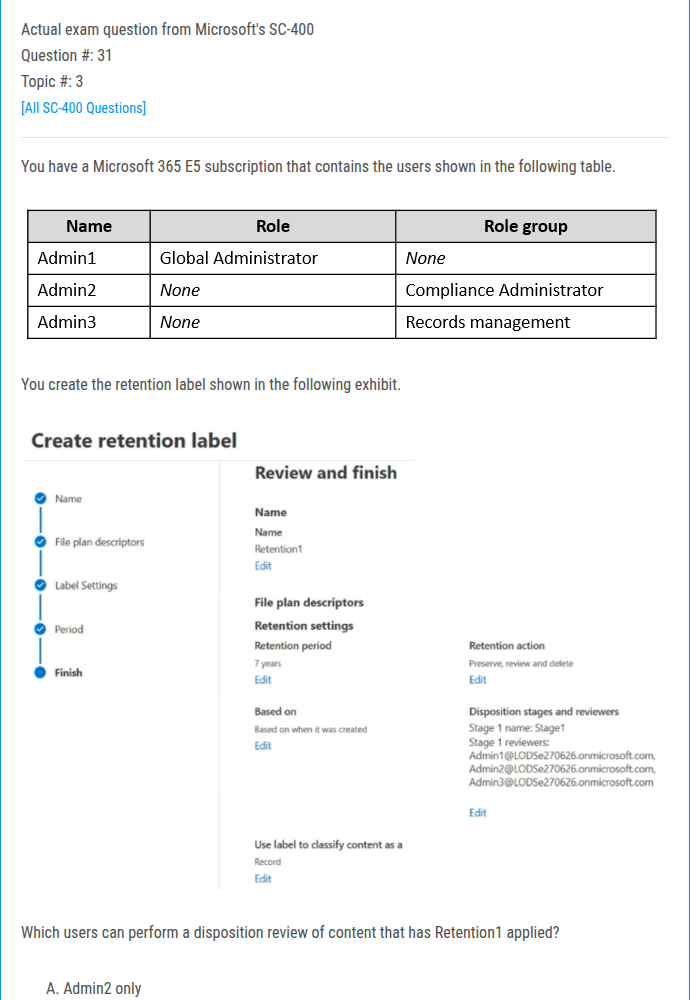 Actual exam question from Microsoft's SC-400
Question #: 31
Topic #: 3
[All SC-400 Questions]
You have a Microsoft 365 E5 subscription that contains the users shown in the following table.
Name Role Role group
Admin1 Global Administrator None
Admin2 None Compliance Administrator
Admin3 None Records management
You create the retention label shown in the following exhibit.
Create retention label
Name
File plan descriptors
Label Settings
Period
Finish
Review and finish
Name
Name
Retention1
Edit
File plan descriptors
Retention settings
Retention period
7 years
Edit
Retention action
Preserve, review and delete
Edit
Based on
Based on when it was created
Edit
Disposition stages and reviewers
Stage 1 name: Stage1
Stage 1 reviewers:
Admin1@LODSe270626.onmicrosoft.com,
Admin2@LODSe270626.onmicrosoft.com,
Admin3@LODSe270626.onmicrosoft.com
Edit
Use label to classify content as a
Record
Edit
Which users can perform a disposition review of content that has Retention1 applied?
A. Admin2 only